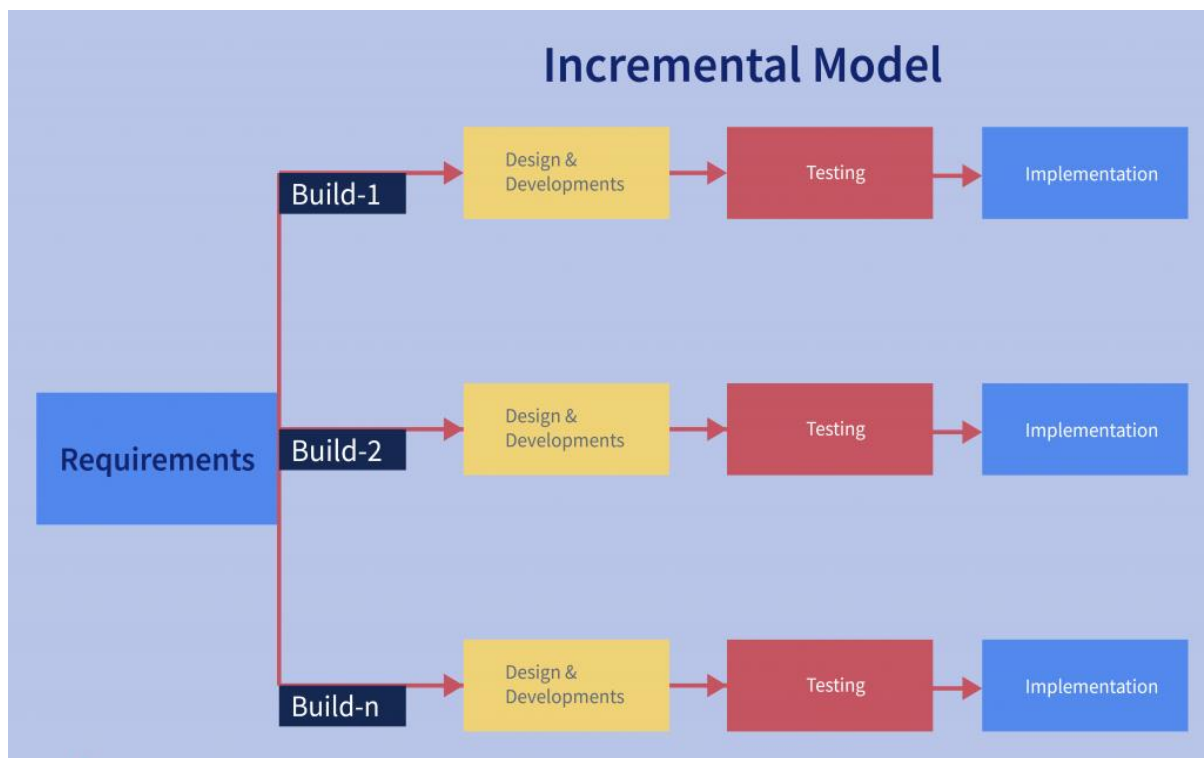 Incremental Model
Build-1
Design &
Developments
Testing
Implementation
Requirements
Build-2
Design &
Developments
Testing
Implementation
Build-n
Design &
Developments
Testing
Implementation